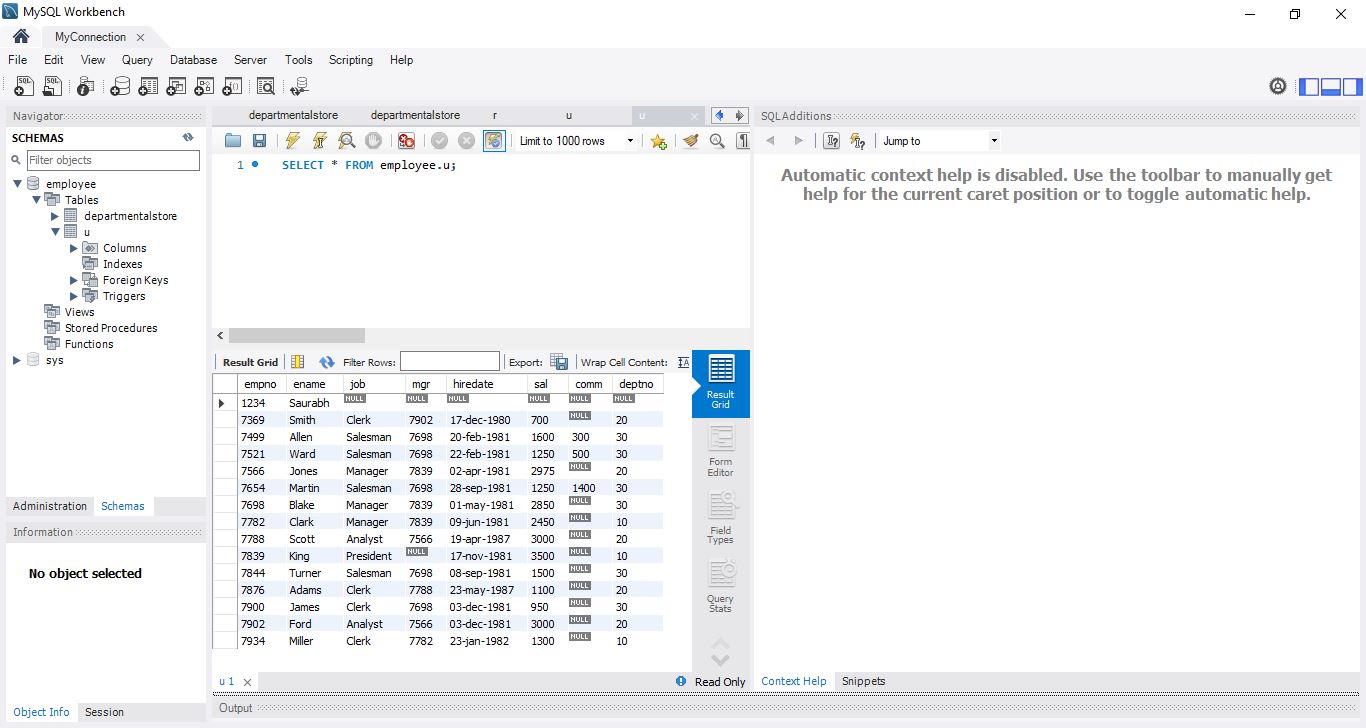 MySQL Workbench
MyConnection
File Edit View Query Database Server Tools Scripting Help
Navigator
SCHEMAS
Filter objects
employee
Tables
departmentalstore
u
Columns
Indexes
Foreign Keys
Triggers
Views
Stored Procedures
Functions
sys
Administration Schemas
Information
No object selected
Object Info Session
departmentalstore departmentalstore r u u
Limit to 1000 rows
1 SELECT * FROM employee.u;
Result Grid Filter Rows: Export: Wrap Cell Content:
empno ename job mgr hiredate sal comm deptno
1234 Saurabh NULL NULL NULL NULL NULL NULL
7369 Smith Clerk 7902 17-dec-1980 700 NULL 20
7499 Allen Salesman 7698 20-feb-1981 1600 300 30
7521 Ward Salesman 7698 22-feb-1981 1250 500 30
7566 Jones Manager 7839 02-apr-1981 2975 NULL 20
7654 Martin Salesman 7698 28-sep-1981 1250 1400 30
7698 Blake Manager 7839 01-may-1981 2850 NULL 30
7782 Clark Manager 7839 09-jun-1981 2450 NULL 10
7788 Scott Analyst 7566 19-apr-1987 3000 NULL 20
7839 King President NULL 17-nov-1981 3500 NULL 10
7844 Turner Salesman 7698 08-sep-1981 1500 NULL 30
7876 Adams Clerk 7788 23-may-1987 1100 NULL 20
7900 James Clerk 7698 03-dec-1981 950 NULL 30
7902 Ford Analyst 7566 03-dec-1981 3000 NULL 20
7934 Miller Clerk 7782 23-jan-1982 1300 NULL 10
Result
Grid
Form
Editor
Field
Types
Query
Stats
u 1
Read Only
Output
SQLAdditions
Jump to
Automatic context help is disabled. Use the toolbar to manually get
help for the current caret position or to toggle automatic help.
Context Help Snippets